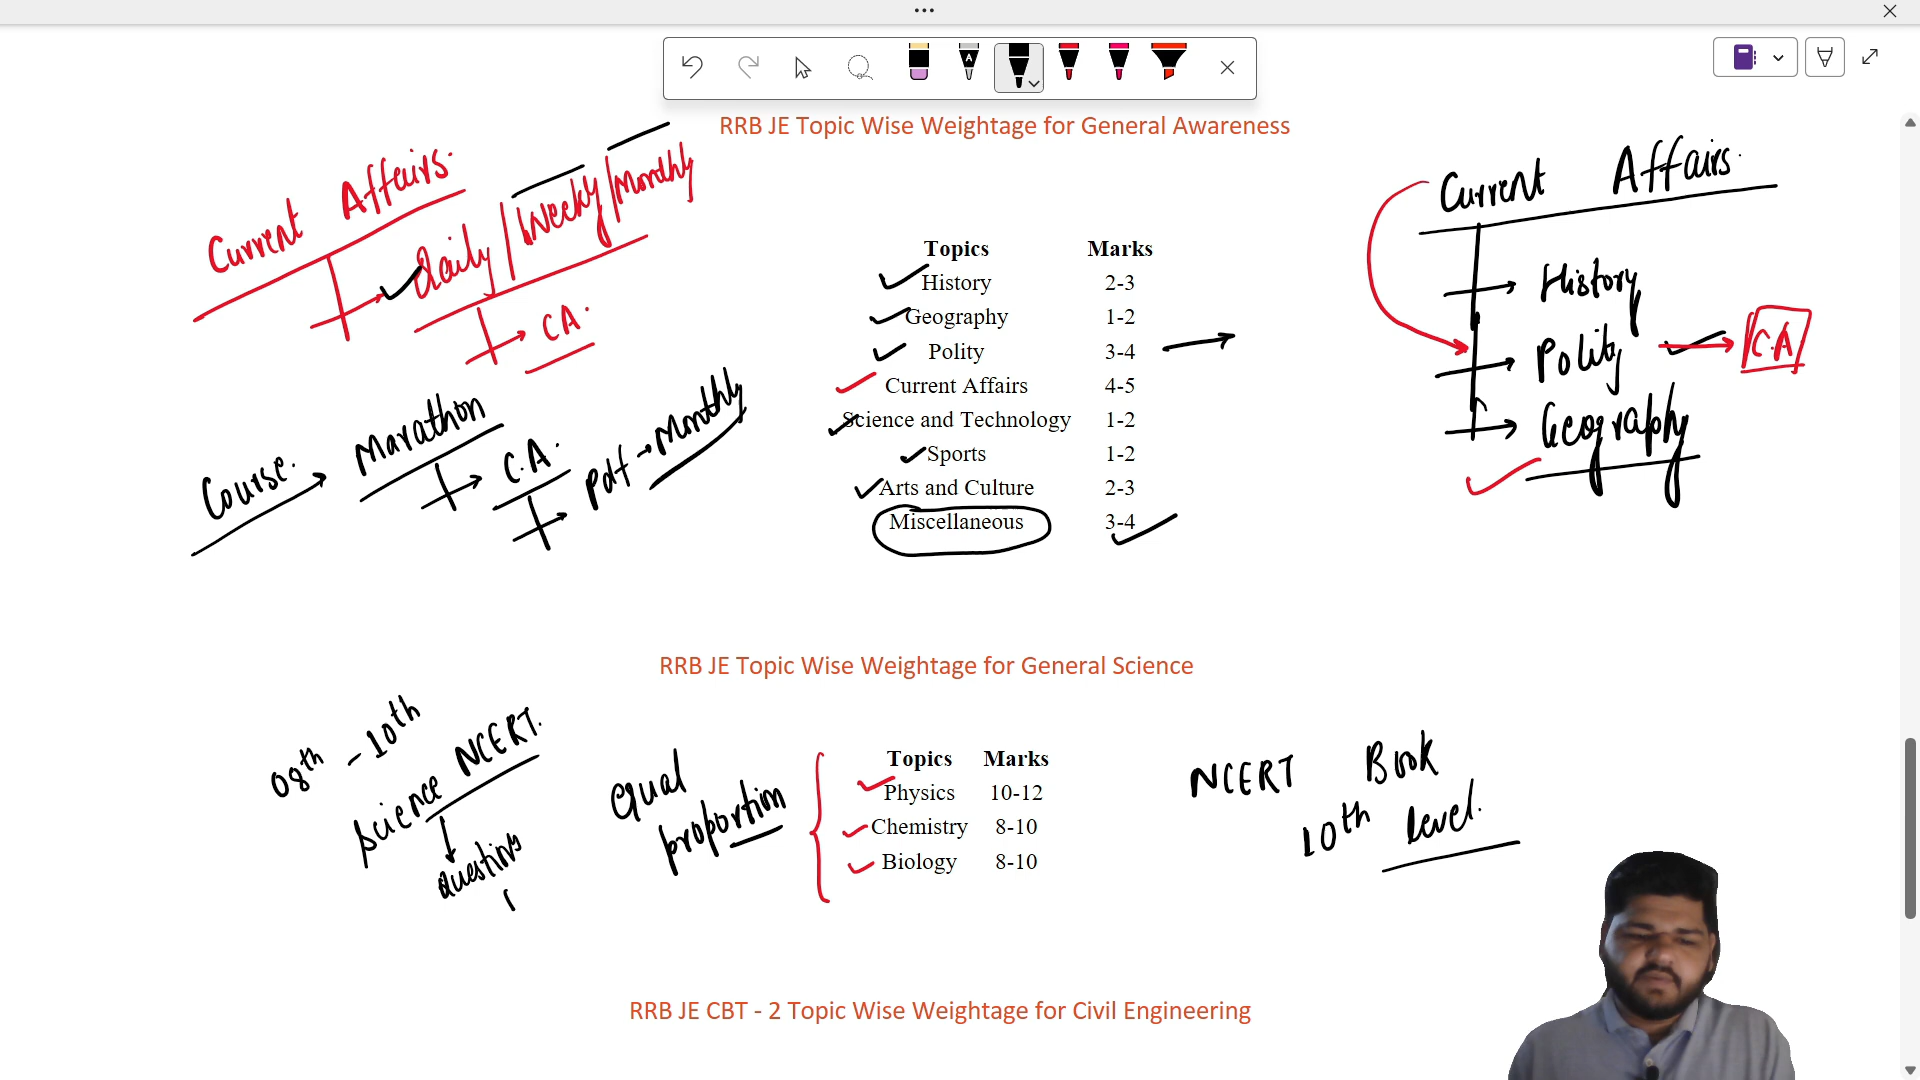 RRB JE Topic Wise Weightage for General Awareness
Current Affairs.
daily / Weekly / Monthly
C.A.
Course. → Marathon
C.A.
Pdf → Monthly
Topics Marks
History 2-3
Geography 1-2
Polity 3-4
Current Affairs 4-5
Science and Technology 1-2
Sports 1-2
Arts and Culture 2-3
Miscellaneous 3-4
Current Affairs.
History
Polity → C.A
Geography
RRB JE Topic Wise Weightage for General Science
08th - 10th
Science NCERT.
questions
equal
proportion
Topics Marks
Physics 10-12
Chemistry 8-10
Biology 8-10
NCERT Book
10th level.
RRB JE CBT - 2 Topic Wise Weightage for Civil Engineering